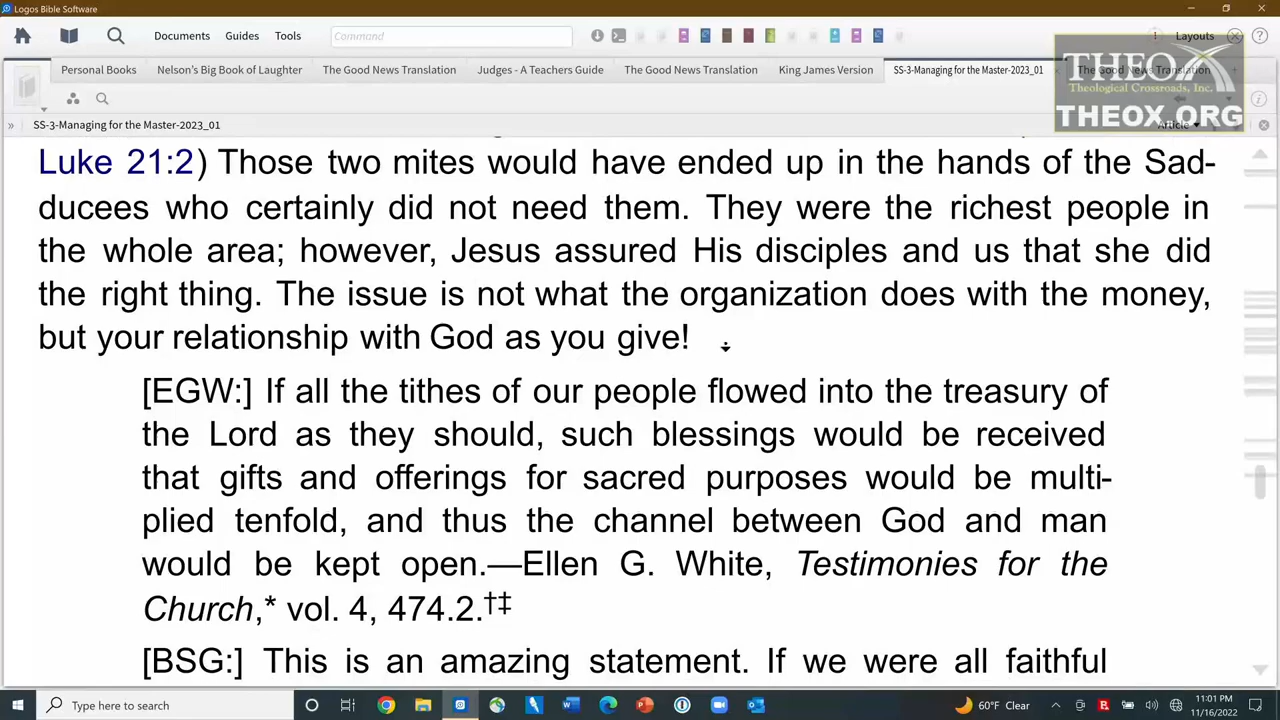 Logos Bible Software
Documents Guides Tools Command Layouts
Personal Books Nelson's Big Book of Laughter The Good Judges - A Teachers Guide The Good News Translation King James Version SS-3-Managing for the Master-2023_01 The Good News Translation
THEOX
Theological Crossroads, Inc.
THEOX.ORG
SS-3-Managing for the Master-2023_01 Article
Luke 21:2) Those two mites would have ended up in the hands of the Sad-
ducees who certainly did not need them. They were the richest people in
the whole area; however, Jesus assured His disciples and us that she did
the right thing. The issue is not what the organization does with the money,
but your relationship with God as you give!
[EGW:] If all the tithes of our people flowed into the treasury of
the Lord as they should, such blessings would be received
that gifts and offerings for sacred purposes would be multi-
plied tenfold, and thus the channel between God and man
would be kept open.—Ellen G. White, Testimonies for the
Church,* vol. 4, 474.2.†‡
[BSG:] This is an amazing statement. If we were all faithful
Type here to search 60°F Clear 11:01 PM
11/16/2022